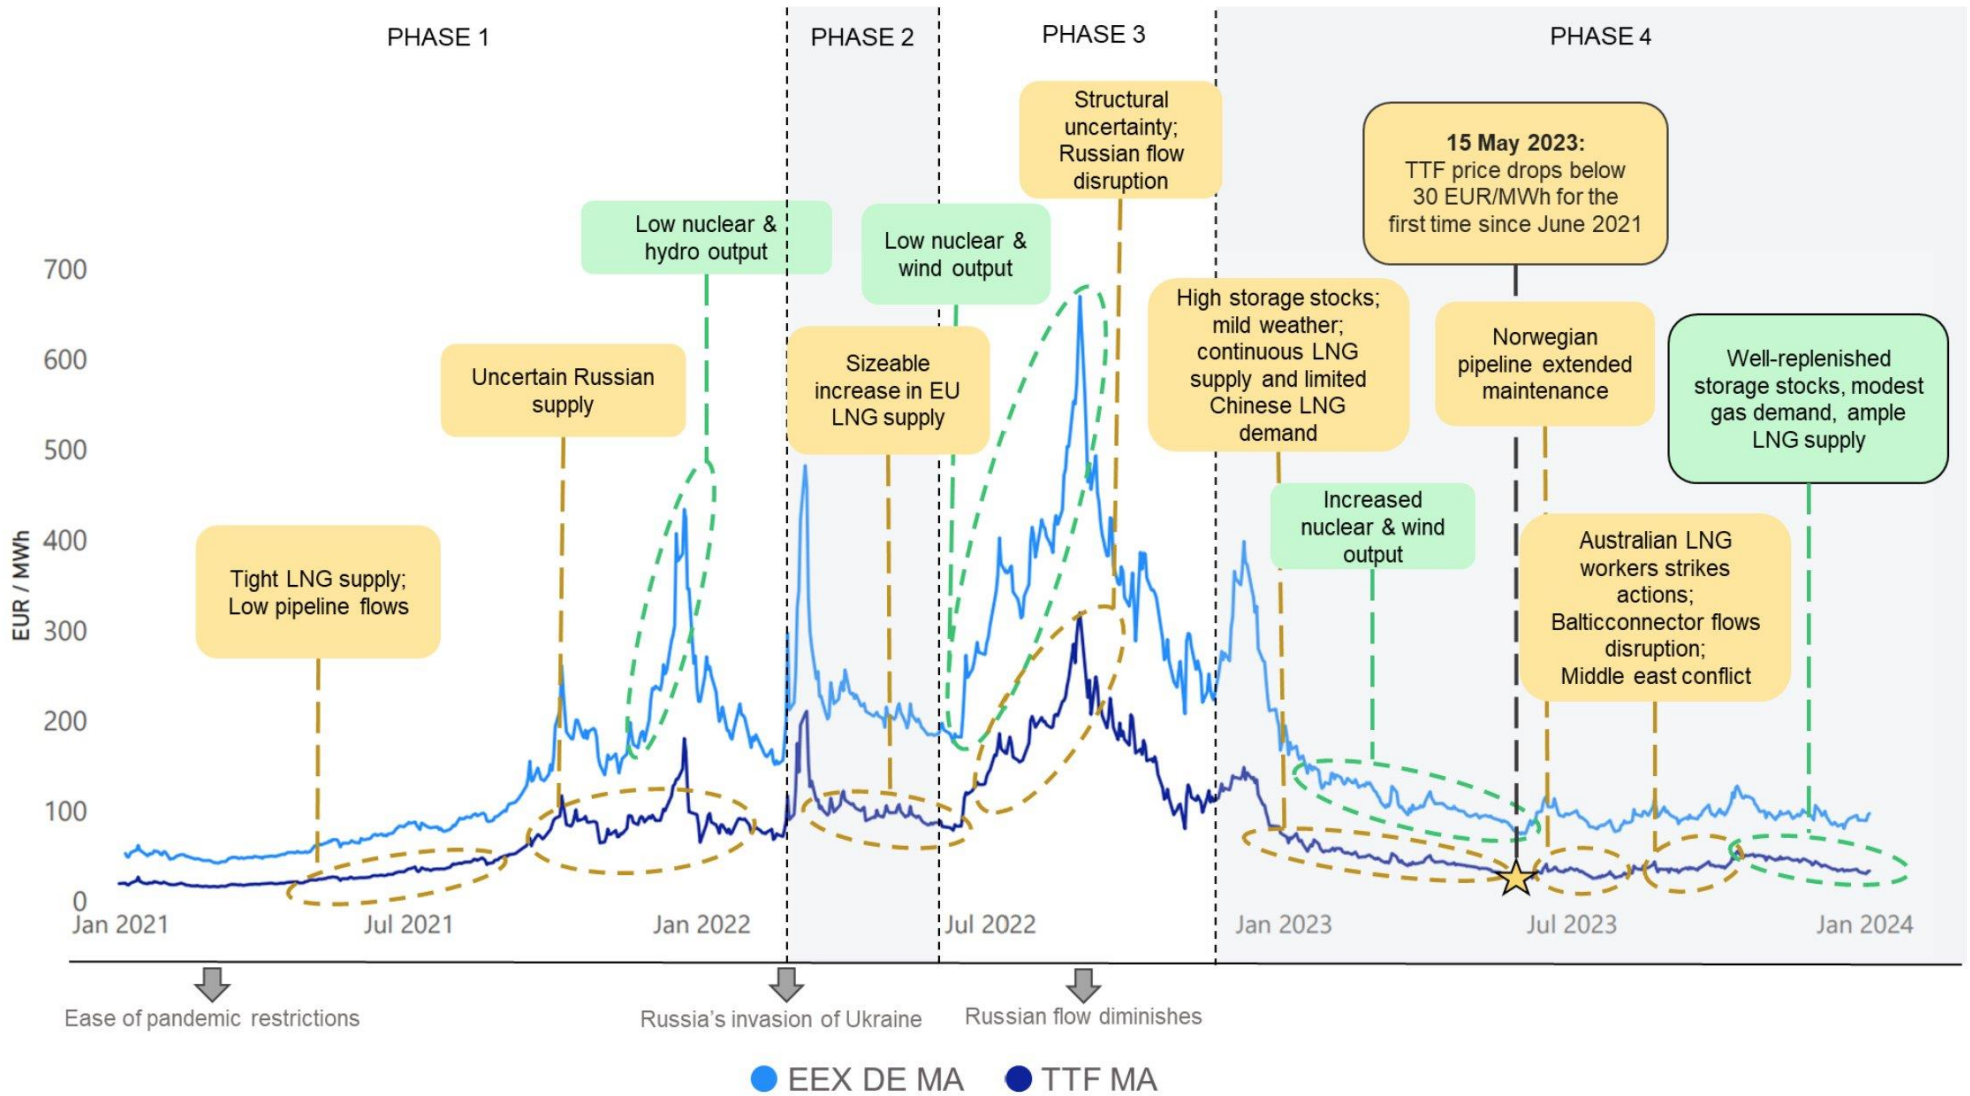 PHASE 1
PHASE 2
PHASE 3
PHASE 4
Structural
uncertainty;
Russian flow
disruption
15 May 2023:
TTF price drops below
30 EUR/MWh for the
first time since June 2021
Low nuclear &
hydro output
Low nuclear &
wind output
High storage stocks;
mild weather;
continuous LNG
supply and limited
Chinese LNG
demand
Norwegian
pipeline extended
maintenance
Well-replenished
storage stocks, modest
gas demand, ample
LNG supply
Uncertain Russian
supply
Sizeable
increase in EU
LNG supply
Increased
nuclear & wind
output
Tight LNG supply;
Low pipeline flows
Australian LNG
workers strikes
actions;
Balticconnector flows
disruption;
Middle east conflict
EUR / MWh
700
600
500
400
300
200
100
0
Jan 2021
Jul 2021
Jan 2022
Jul 2022
Jan 2023
Jul 2023
Jan 2024
Ease of pandemic restrictions
Russia's invasion of Ukraine
Russian flow diminishes
EEX DE MA
TTF MA